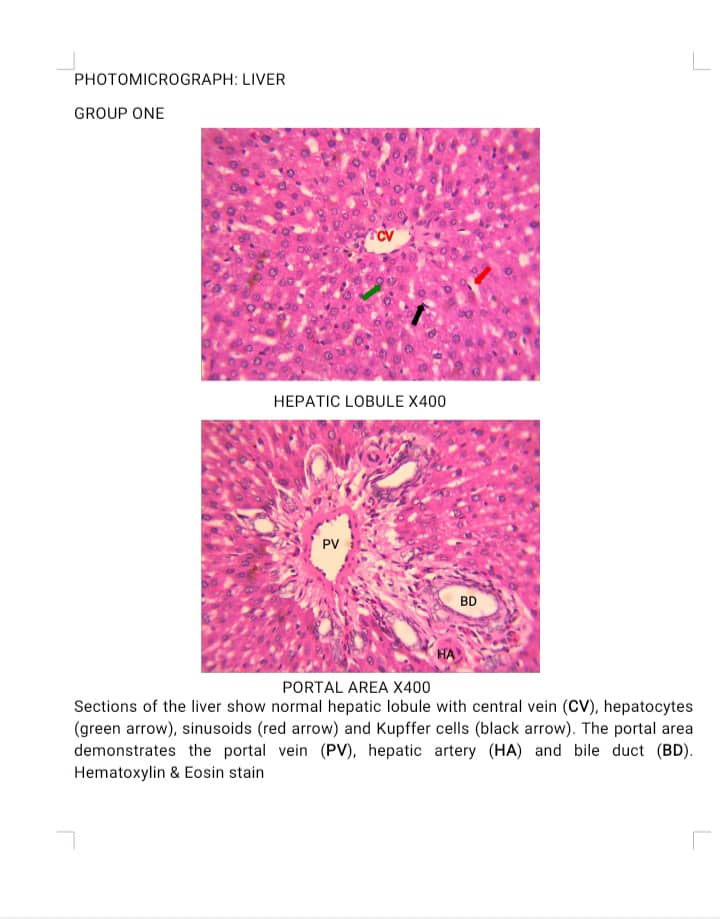 PHOTOMICROGRAPH: LIVER
GROUP ONE
CV
HEPATIC LOBULE X400
PV
BD
HA
PORTAL AREA X400
Sections of the liver show normal hepatic lobule with central vein (CV), hepatocytes
(green arrow), sinusoids (red arrow) and Kupffer cells (black arrow). The portal area
demonstrates the portal vein (PV), hepatic artery (HA) and bile duct (BD).
Hematoxylin & Eosin stain